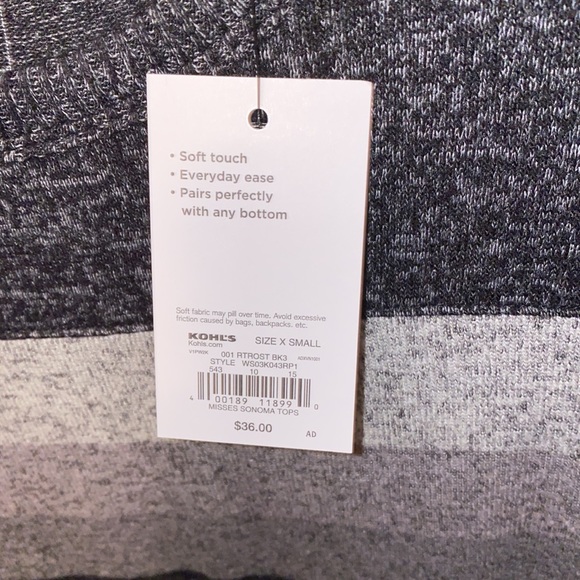 • Soft touch
• Everyday ease
• Pairs perfectly
with any bottom
Soft fabric may pill over time. Avoid excessive
friction caused by bags, backpacks. etc.
KOHL'S SIZE X SMALL
Kohls.com
001 RTROST BK3
STYLE WS03K043RP1
543 10 15
4 00189 11899 0
MISSES SONOMA TOPS
$36.00 AD